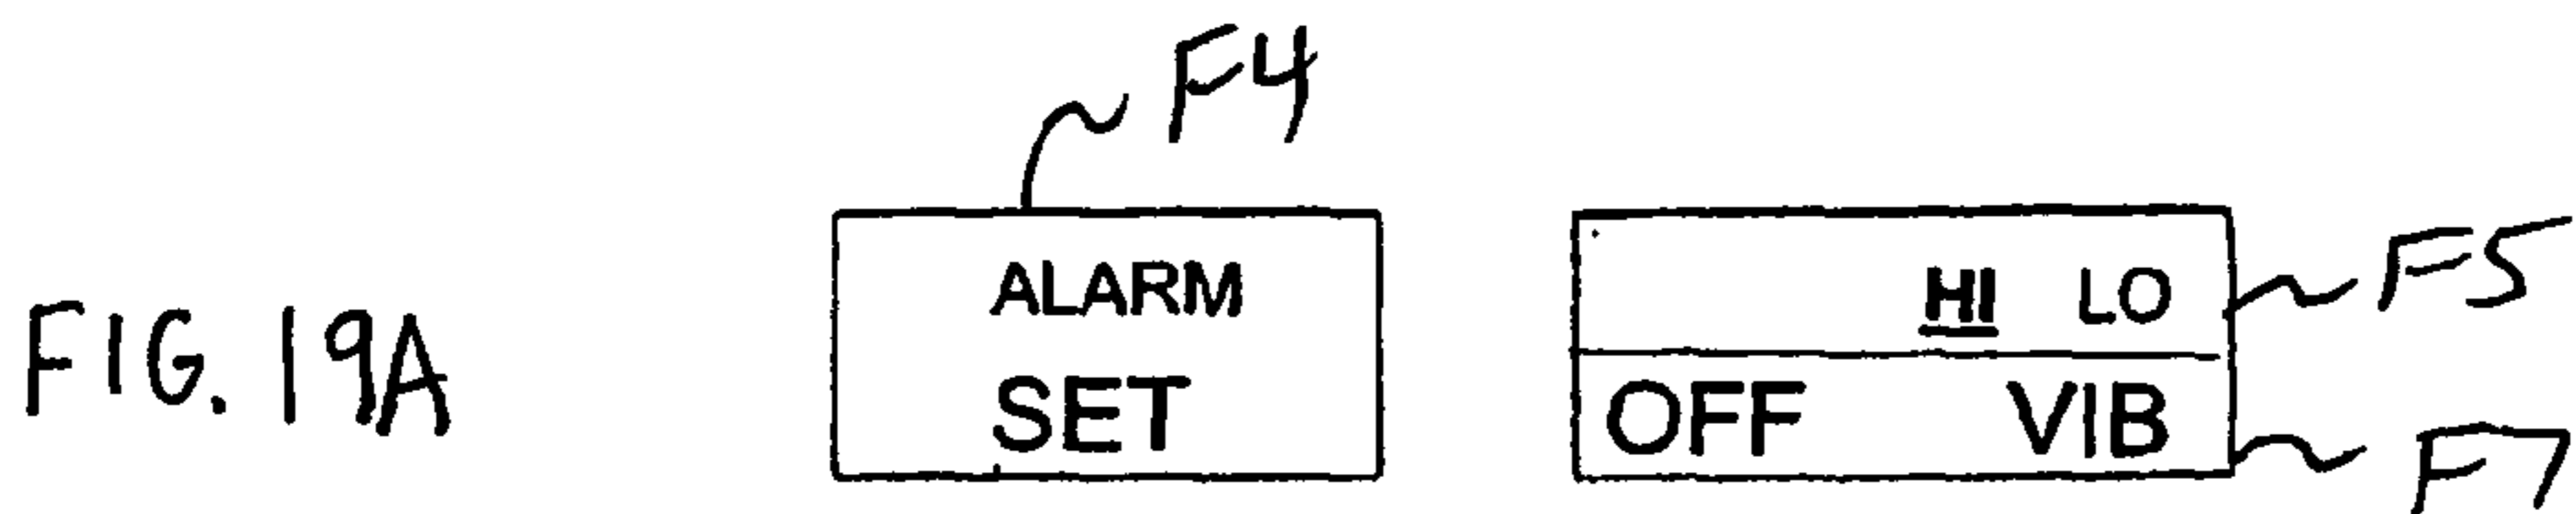 F4
ALARM
SET
HI LO
F5
OFF VIB
F7
FIG. 19A